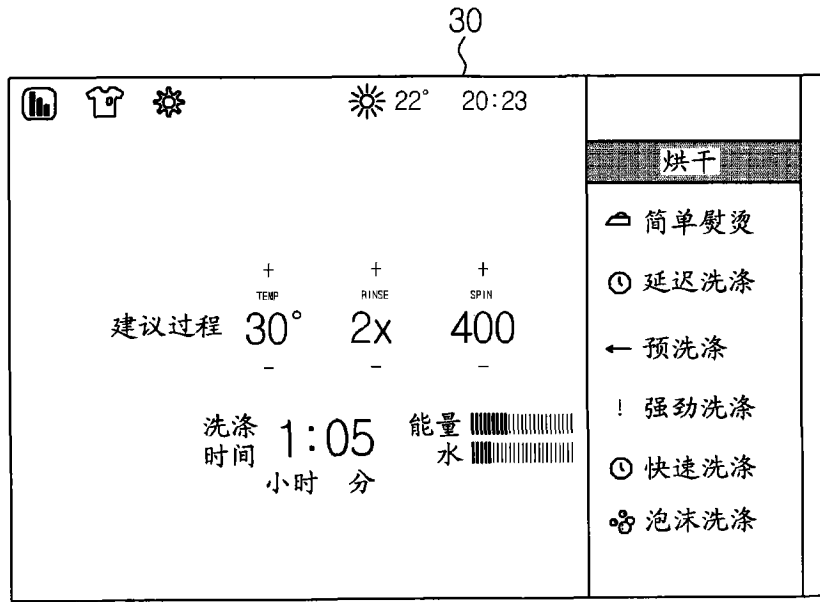 30
22° 20:23
烘干
简单熨烫
延迟洗涤
预洗涤
! 强劲洗涤
快速洗涤
泡沫洗涤
+ + +
TEMP RINSE SPIN
建议过程 30° 2x 400
- - -
洗涤时间 1:05
小时 分
能量
水